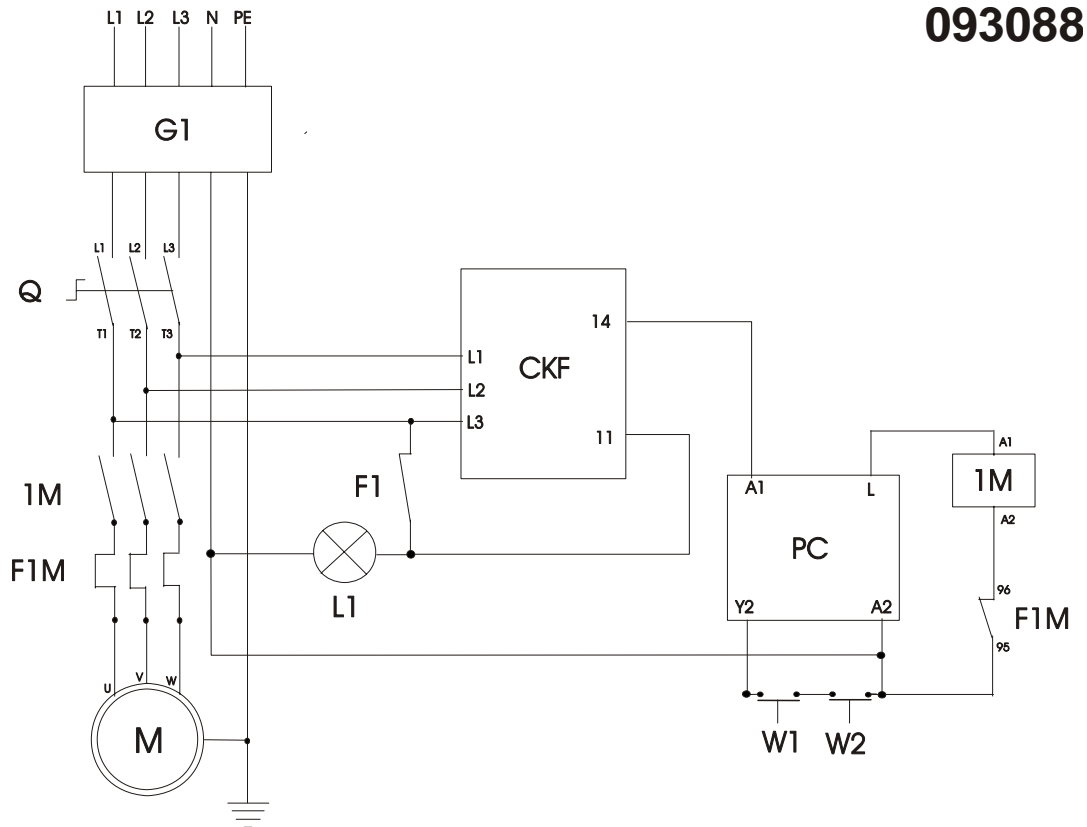 093088
L1 L2 L3 N PE
G1
L1 L2 L3
Q
T1 T2 T3
14
L1
CKF
L2
L3
11
A1
1M
F1
A1 L
1M
A2
PC
F1M
96
L1
Y2 A2
F1M
95
U V W
M
W1 W2